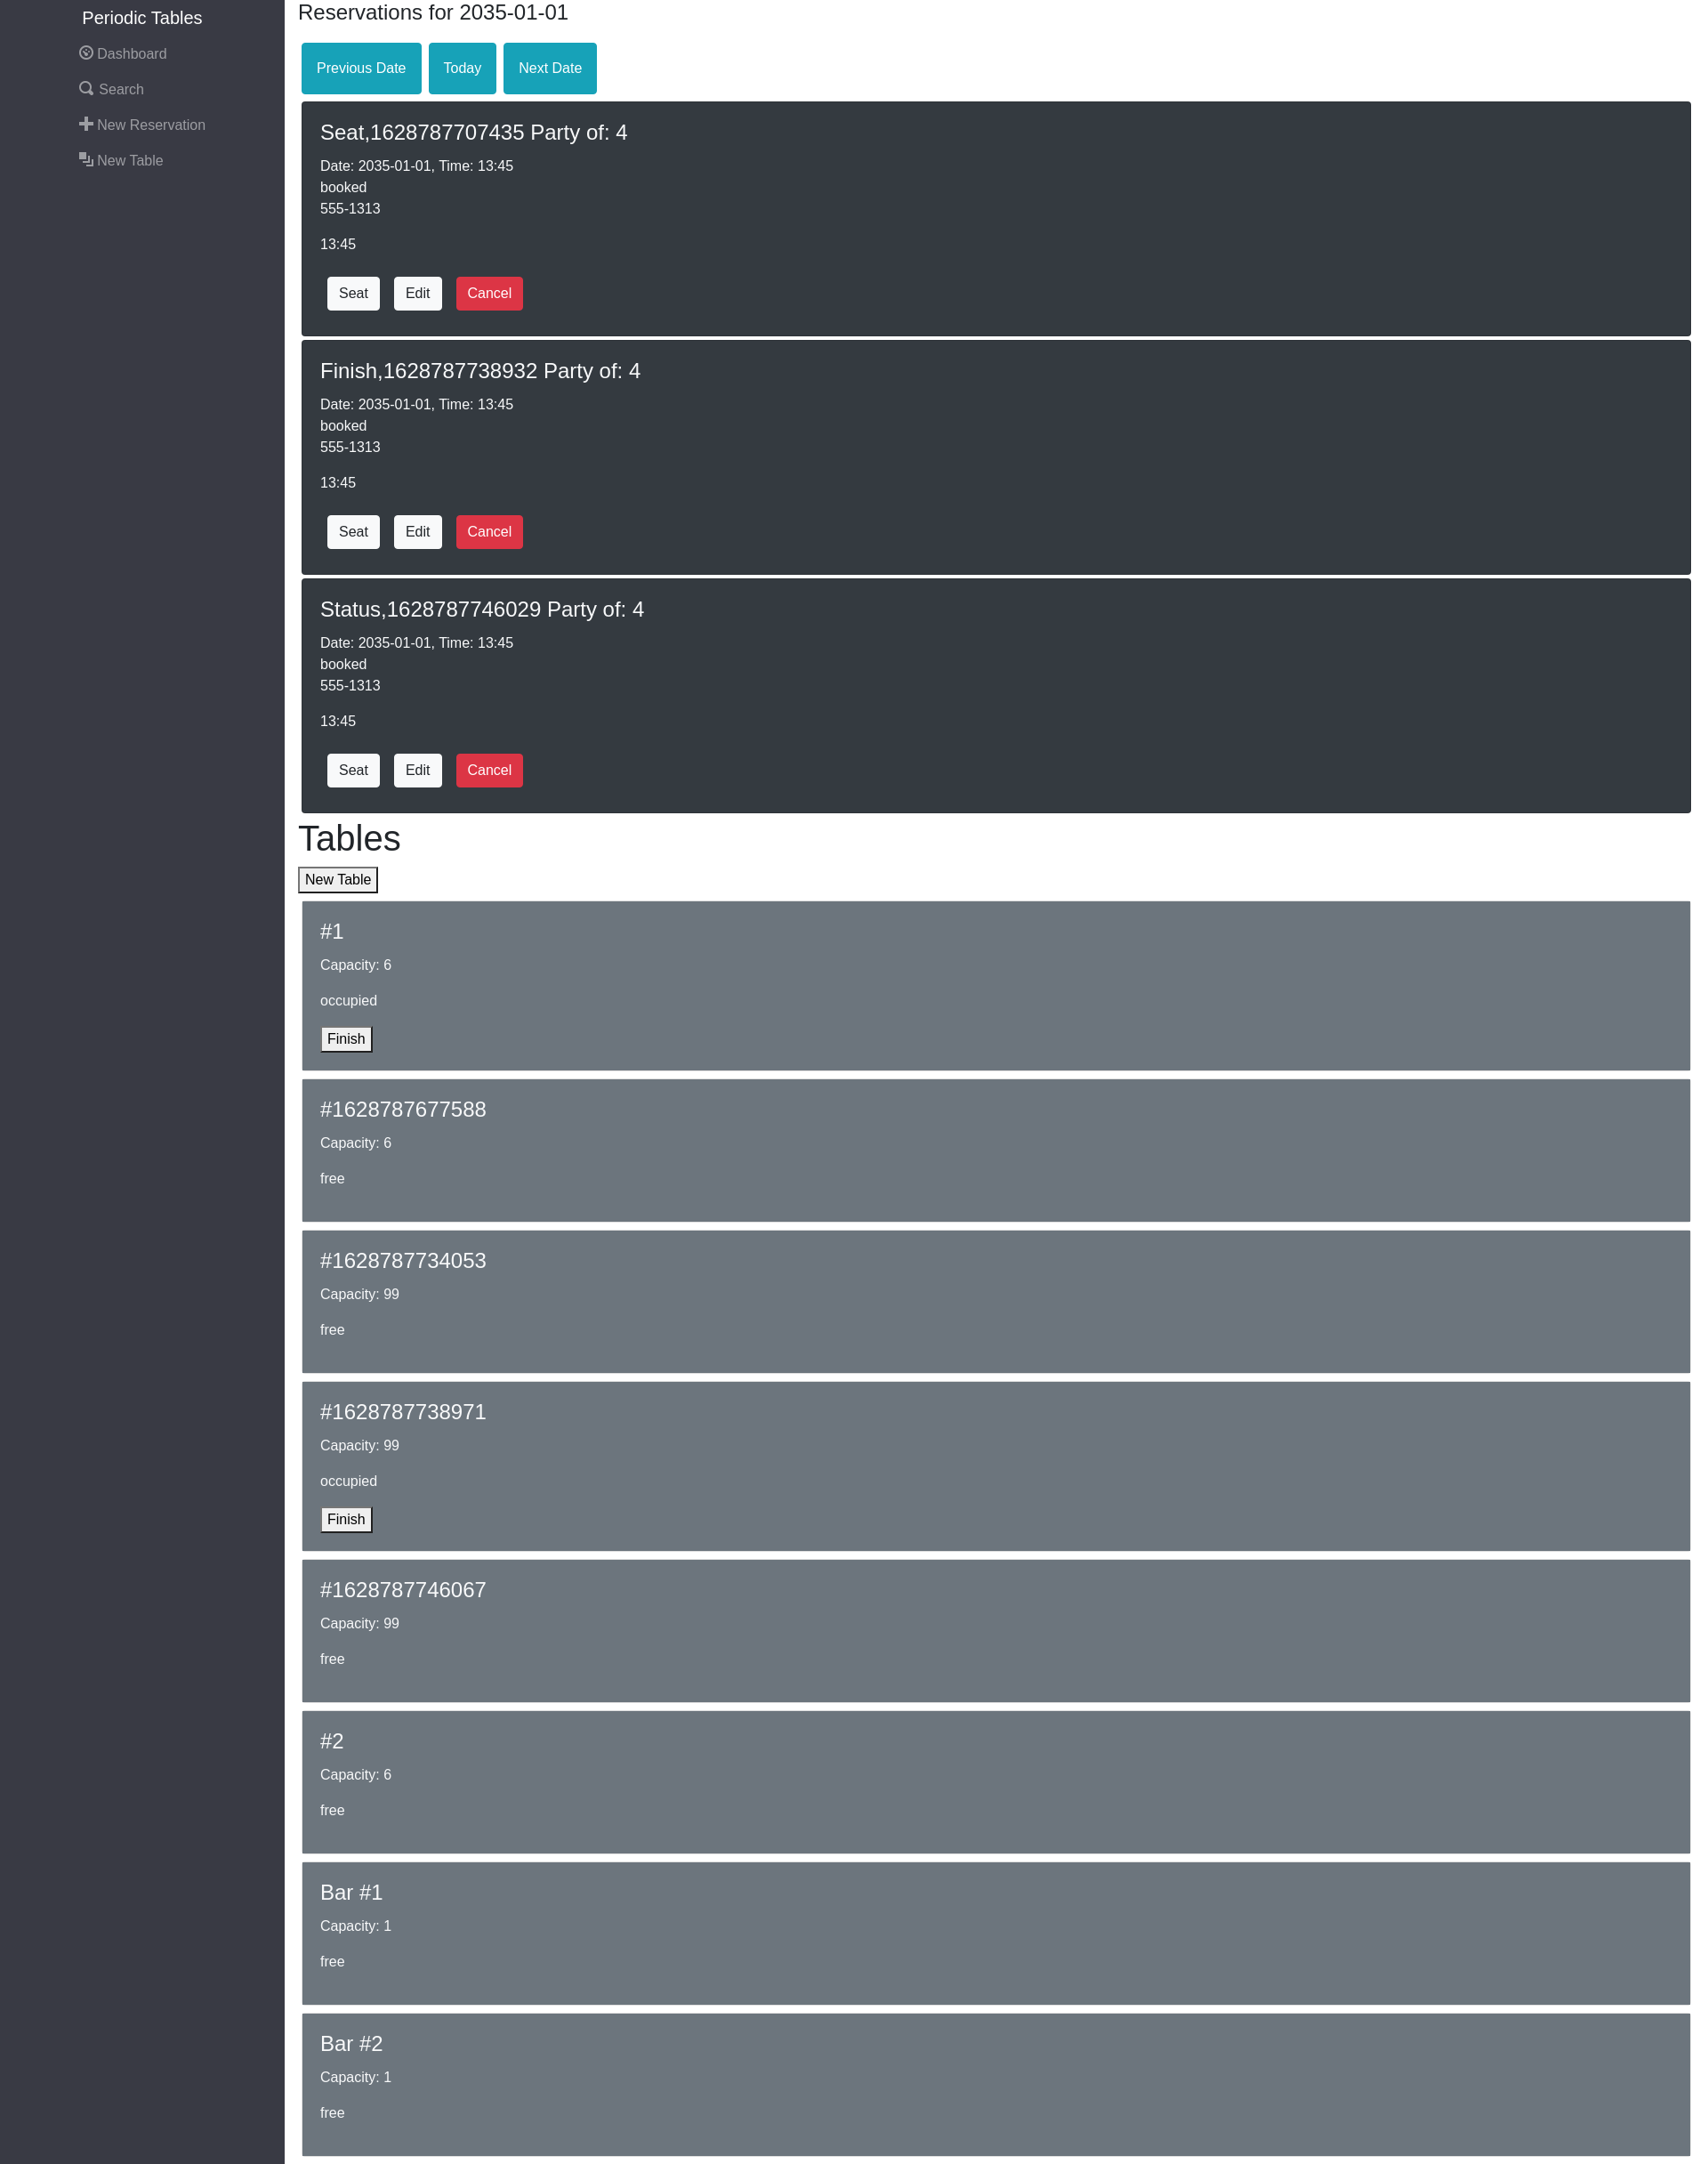 Periodic Tables
Dashboard
Search
New Reservation
New Table
Reservations for 2035-01-01
Previous Date Today Next Date
Seat,1628787707435 Party of: 4
Date: 2035-01-01, Time: 13:45
booked
555-1313
13:45
Seat Edit Cancel
Finish,1628787738932 Party of: 4
Date: 2035-01-01, Time: 13:45
booked
555-1313
13:45
Seat Edit Cancel
Status,1628787746029 Party of: 4
Date: 2035-01-01, Time: 13:45
booked
555-1313
13:45
Seat Edit Cancel
Tables
New Table
#1
Capacity: 6
occupied
Finish
#1628787677588
Capacity: 6
free
#1628787734053
Capacity: 99
free
#1628787738971
Capacity: 99
occupied
Finish
#1628787746067
Capacity: 99
free
#2
Capacity: 6
free
Bar #1
Capacity: 1
free
Bar #2
Capacity: 1
free